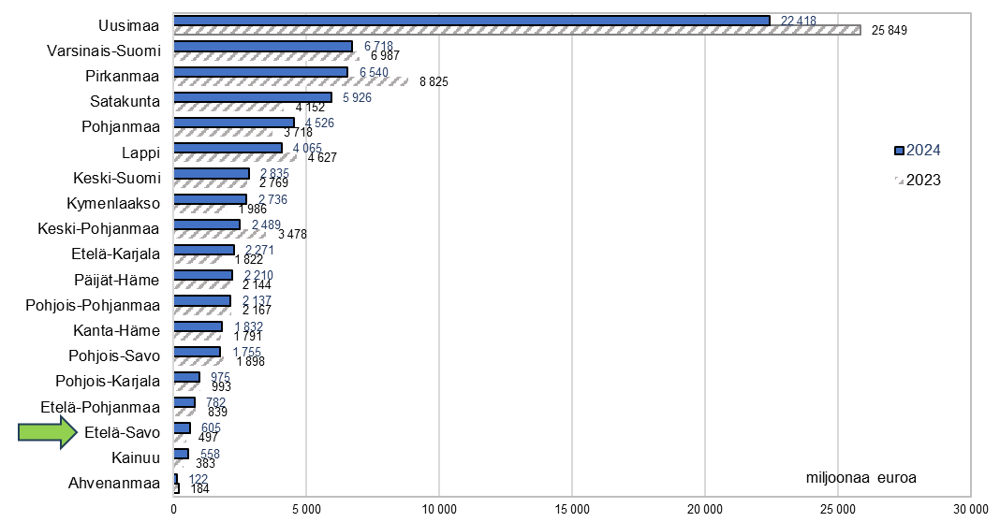 Uusimaa 22 418
25 849
Varsinais-Suomi 6 718
6 987
Pirkanmaa 6 540
8 825
Satakunta 5 926
4 152
Pohjanmaa 4 526
3 718
Lappi 4 065
4 627
2024
Keski-Suomi 2 835
2 769
2023
Kymenlaakso 2 736
1 986
Keski-Pohjanmaa 2 489
3 478
Etelä-Karjala 2 271
1 822
Päijät-Häme 2 210
2 144
Pohjois-Pohjanmaa 2 137
2 167
Kanta-Häme 1 832
1 791
Pohjois-Savo 1 755
1 898
Pohjois-Karjala 975
993
Etelä-Pohjanmaa 782
839
Etelä-Savo 605
497
Kainuu 558
383
Ahvenanmaa 122
184
miljoonaa euroa
0 5 000 10 000 15 000 20 000 25 000 30 000